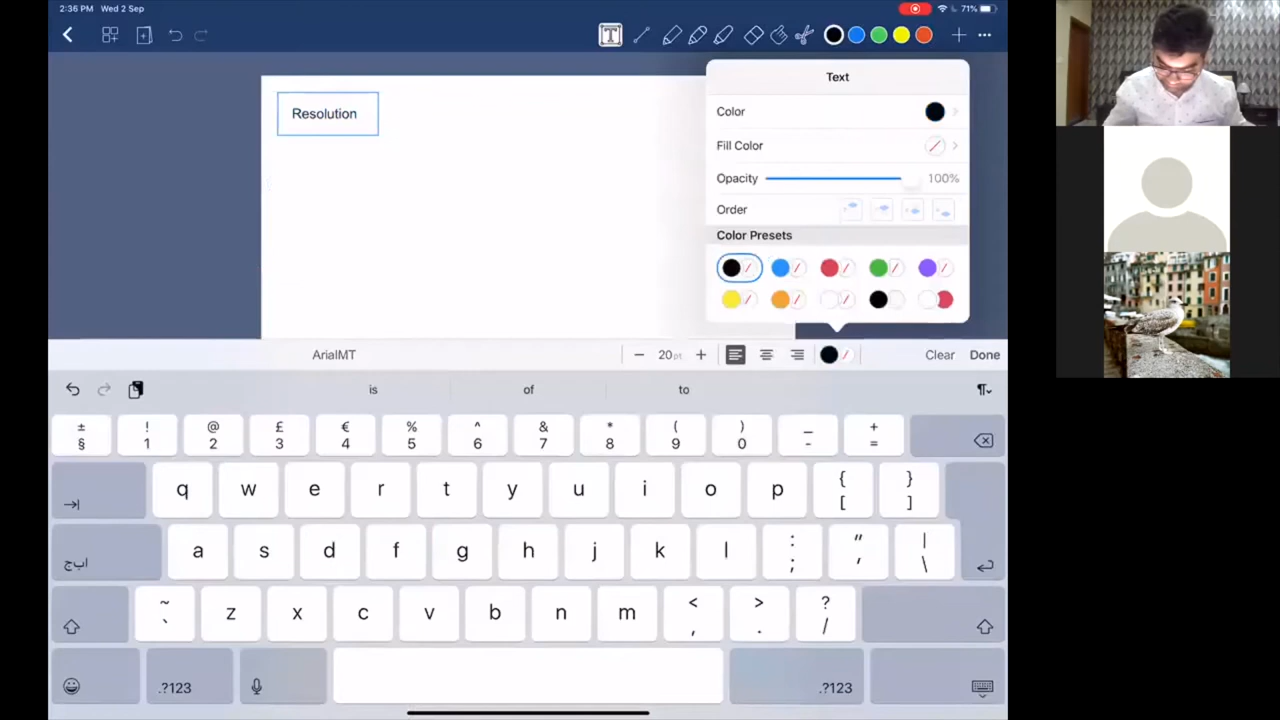 2:36 PM Wed 2 Sep
71%
T
Resolution
Text
Color
Fill Color
Opacity 100%
Order
Color Presets
ArialMT
− 20pt +
Clear Done
is of to
± ! @ £ € % ^ & * ( ) _ +
§ 1 2 3 4 5 6 7 8 9 0 - =
q w e r t y u i o p { }
[ ]
ابج a s d f g h j k l : " |
; ' \
~ z x c v b n m < > ?
` , . /
.?123 .?123